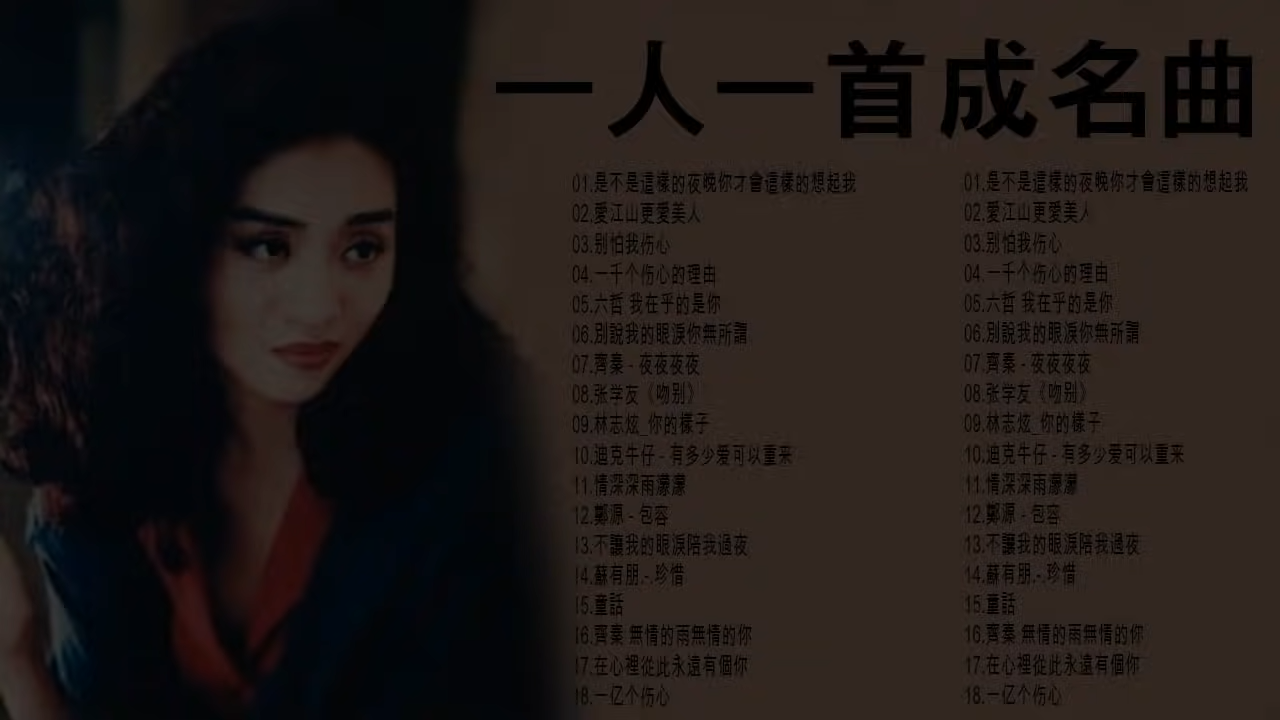 一人一首成名曲
01.是不是這樣的夜晚你才會這樣的想起我
02.愛江山更愛美人
03.别怕我伤心
04.一千个伤心的理由
05.六哲 我在乎的是你
06.別說我的眼淚你無所謂
07.齊秦 - 夜夜夜夜
08.张学友《吻别》
09.林志炫_你的樣子
10.迪克牛仔 - 有多少爱可以重来
11.情深深雨濛濛
12.鄭源 - 包容
13.不讓我的眼淚陪我過夜
14.蘇有朋.-.珍惜
15.童話
16.齊秦 無情的雨無情的你
17.在心裡從此永遠有個你
18.一亿个伤心
01.是不是這樣的夜晚你才會這樣的想起我
02.愛江山更愛美人
03.别怕我伤心
04.一千个伤心的理由
05.六哲 我在乎的是你
06.別說我的眼淚你無所謂
07.齊秦 - 夜夜夜夜
08.张学友《吻别》
09.林志炫_你的樣子
10.迪克牛仔 - 有多少爱可以重来
11.情深深雨濛濛
12.鄭源 - 包容
13.不讓我的眼淚陪我過夜
14.蘇有朋.-.珍惜
15.童話
16.齊秦 無情的雨無情的你
17.在心裡從此永遠有個你
18.一亿个伤心